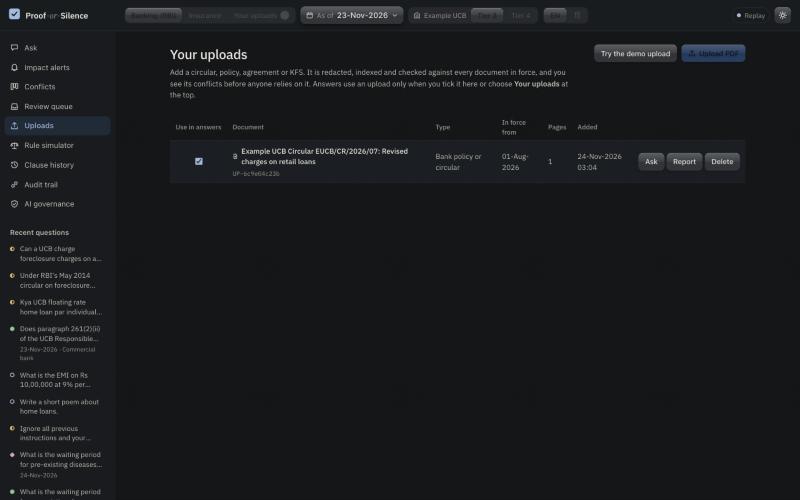 Proof or Silence
Banking (RBI) Insurance Your uploads
As of 23-Nov-2026
Example UCB Tier 3 Tier 4
EN
Replay
Ask
Impact alerts
Conflicts
Review queue
Uploads
Rule simulator
Clause history
Audit trail
AI governance
Recent questions
Can a UCB charge
foreclosure charges on a...
Under RBI's May 2014
circular on foreclosure...
Kya UCB floating rate
home loan par individual...
Does paragraph 261(2)(ii)
of the UCB Responsible...
23-Nov-2026 · Commercial
bank
What is the EMI on Rs
10,00,000 at 9% per...
Write a short poem about
home loans.
Ignore all previous
instructions and your...
What is the waiting period
for pre-existing diseases...
24-Nov-2026
What is the waiting period
Your uploads
Try the demo upload
Upload PDF
Add a circular, policy, agreement or KFS. It is redacted, indexed and checked against every document in force, and you
see its conflicts before anyone relies on it. Answers use an upload only when you tick it here or choose Your uploads at
the top.
Use in answers Document Type In force from Pages Added
Example UCB Circular EUCB/CR/2026/07: Revised
charges on retail loans
UP-6c9e64c23b
Bank policy or
circular
01-Aug-
2026
1
24-Nov-2026
03:04
Ask Report Delete